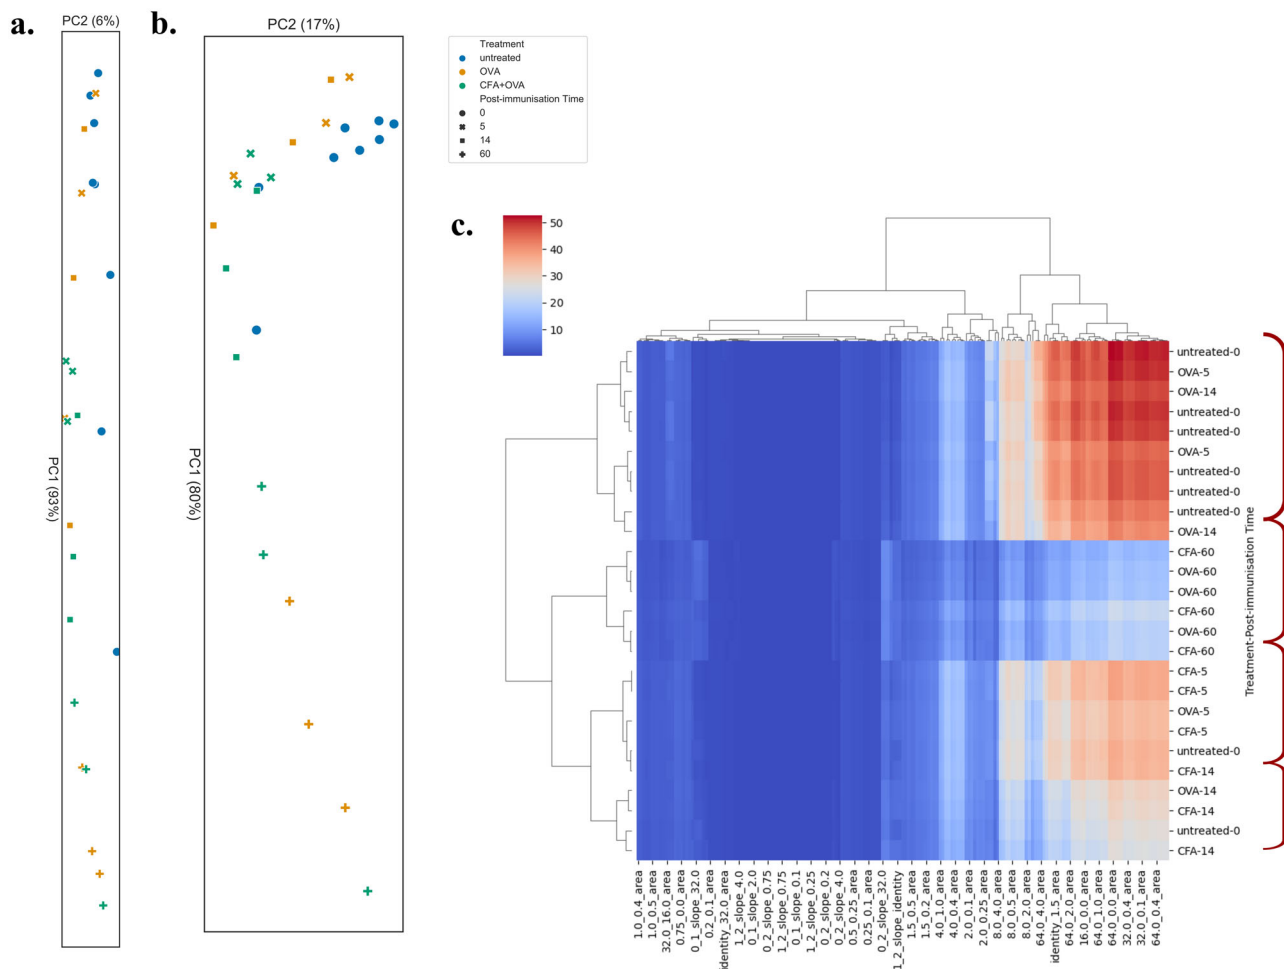 a.
PC2 (6%)
PC1 (93%)
b.
PC2 (17%)
PC1 (80%)
Treatment
untreated
OVA
CFA+OVA
Post-immunisation Time
0
5
14
60
c.
50
40
30
20
10
untreated-0
OVA-5
OVA-14
untreated-0
untreated-0
OVA-5
untreated-0
untreated-0
untreated-0
OVA-14
CFA-60
OVA-60
OVA-60
CFA-60
OVA-60
CFA-60
CFA-5
CFA-5
OVA-5
CFA-5
untreated-0
CFA-14
OVA-14
CFA-14
untreated-0
CFA-14
Treatment-Post-immunisation Time
1.0_0.4_area
1.0_0.5_area
32.0_16.0_area
0.75_0.0_area
0_1_slope_32.0
0.2_0.1_area
identity_32.0_area
1_2_slope_4.0
0_1_slope_2.0
0_2_slope_0.75
1_2_slope_0.75
0_1_slope_0.1
1_2_slope_0.25
0_2_slope_0.2
0_2_slope_4.0
0.5_0.25_area
0.25_0.1_area
0_2_slope_32.0
1_2_slope_identity
1.5_0.5_area
1.5_0.2_area
4.0_1.0_area
4.0_0.4_area
2.0_0.1_area
2.0_0.25_area
8.0_4.0_area
8.0_0.5_area
8.0_2.0_area
64.0_4.0_area
identity_1.5_area
64.0_2.0_area
16.0_0.0_area
64.0_1.0_area
64.0_0.0_area
32.0_0.4_area
32.0_0.1_area
64.0_0.4_area